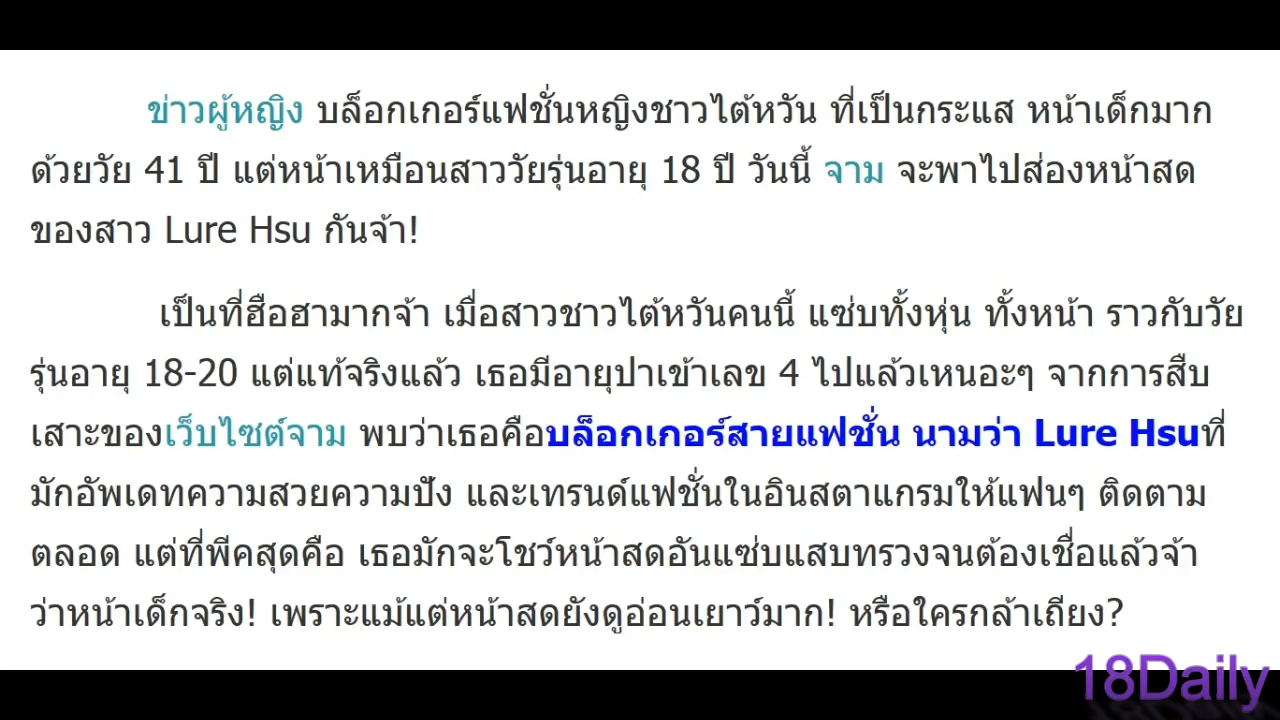 ข่าวผู้หญิง บล็อกเกอร์แฟชั่นหญิงชาวไต้หวัน ที่เป็นกระแส หน้าเด็กมาก
ด้วยวัย 41 ปี แต่หน้าเหมือนสาววัยรุ่นอายุ 18 ปี วันนี้ จาม จะพาไปส่องหน้าสด
ของสาว Lure Hsu กันจ้า!
เป็นที่ฮือฮามากจ้า เมื่อสาวชาวไต้หวันคนนี้ แซ่บทั้งหุ่น ทั้งหน้า ราวกับวัย
รุ่นอายุ 18-20 แต่แท้จริงแล้ว เธอมีอายุปาเข้าเลข 4 ไปแล้วเหนอะๆ จากการสืบ
เสาะของเว็บไซต์จาม พบว่าเธอคือบล็อกเกอร์สายแฟชั่น นามว่า Lure Hsuที่
มักอัพเดทความสวยความปัง และเทรนด์แฟชั่นในอินสตาแกรมให้แฟนๆ ติดตาม
ตลอด แต่ที่พีคสุดคือ เธอมักจะโชว์หน้าสดอันแซ่บแสบทรวงจนต้องเชื่อแล้วจ้า
ว่าหน้าเด็กจริง! เพราะแม้แต่หน้าสดยังดูอ่อนเยาว์มาก! หรือใครกล้าเถียง?
18Daily